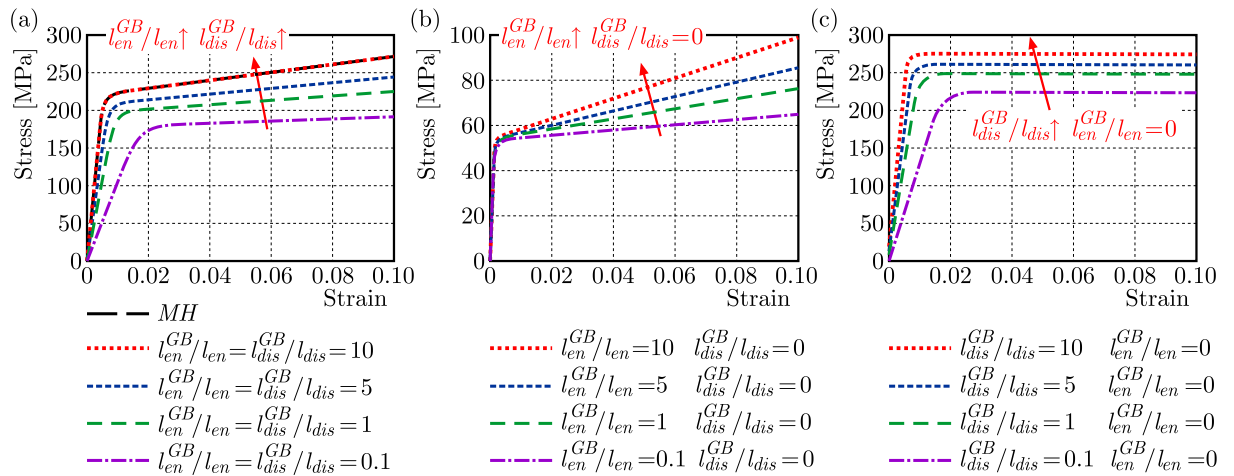 (a)
l_en^GB/l_en↑ l_dis^GB/l_dis↑
Stress [MPa]
300
250
200
150
100
50
0
0 0.02 0.04 0.06 0.08 0.10
Strain
MH
l_en^GB/l_en=l_dis^GB/l_dis=10
l_en^GB/l_en=l_dis^GB/l_dis=5
l_en^GB/l_en=l_dis^GB/l_dis=1
l_en^GB/l_en=l_dis^GB/l_dis=0.1
(b)
l_en^GB/l_en↑ l_dis^GB/l_dis=0
Stress [MPa]
100
80
60
40
20
0
0 0.02 0.04 0.06 0.08 0.10
Strain
l_en^GB/l_en=10 l_dis^GB/l_dis=0
l_en^GB/l_en=5 l_dis^GB/l_dis=0
l_en^GB/l_en=1 l_dis^GB/l_dis=0
l_en^GB/l_en=0.1 l_dis^GB/l_dis=0
(c)
Stress [MPa]
300
250
200
150
100
50
0
l_dis^GB/l_dis↑ l_en^GB/l_en=0
0 0.02 0.04 0.06 0.08 0.10
Strain
l_dis^GB/l_dis=10 l_en^GB/l_en=0
l_dis^GB/l_dis=5 l_en^GB/l_en=0
l_dis^GB/l_dis=1 l_en^GB/l_en=0
l_dis^GB/l_dis=0.1 l_en^GB/l_en=0